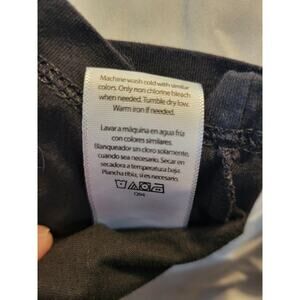 Machine wash cold with similar
colors. Only non chlorine bleach
when needed. Tumble dry low.
Warm iron if needed.
Lavar a máquina en agua fría
con colores similares.
Blanqueador sin cloro solamente,
cuando sea necesario. Secar en
secadora a temperatura baja.
Plancha tibia, si es necesario.